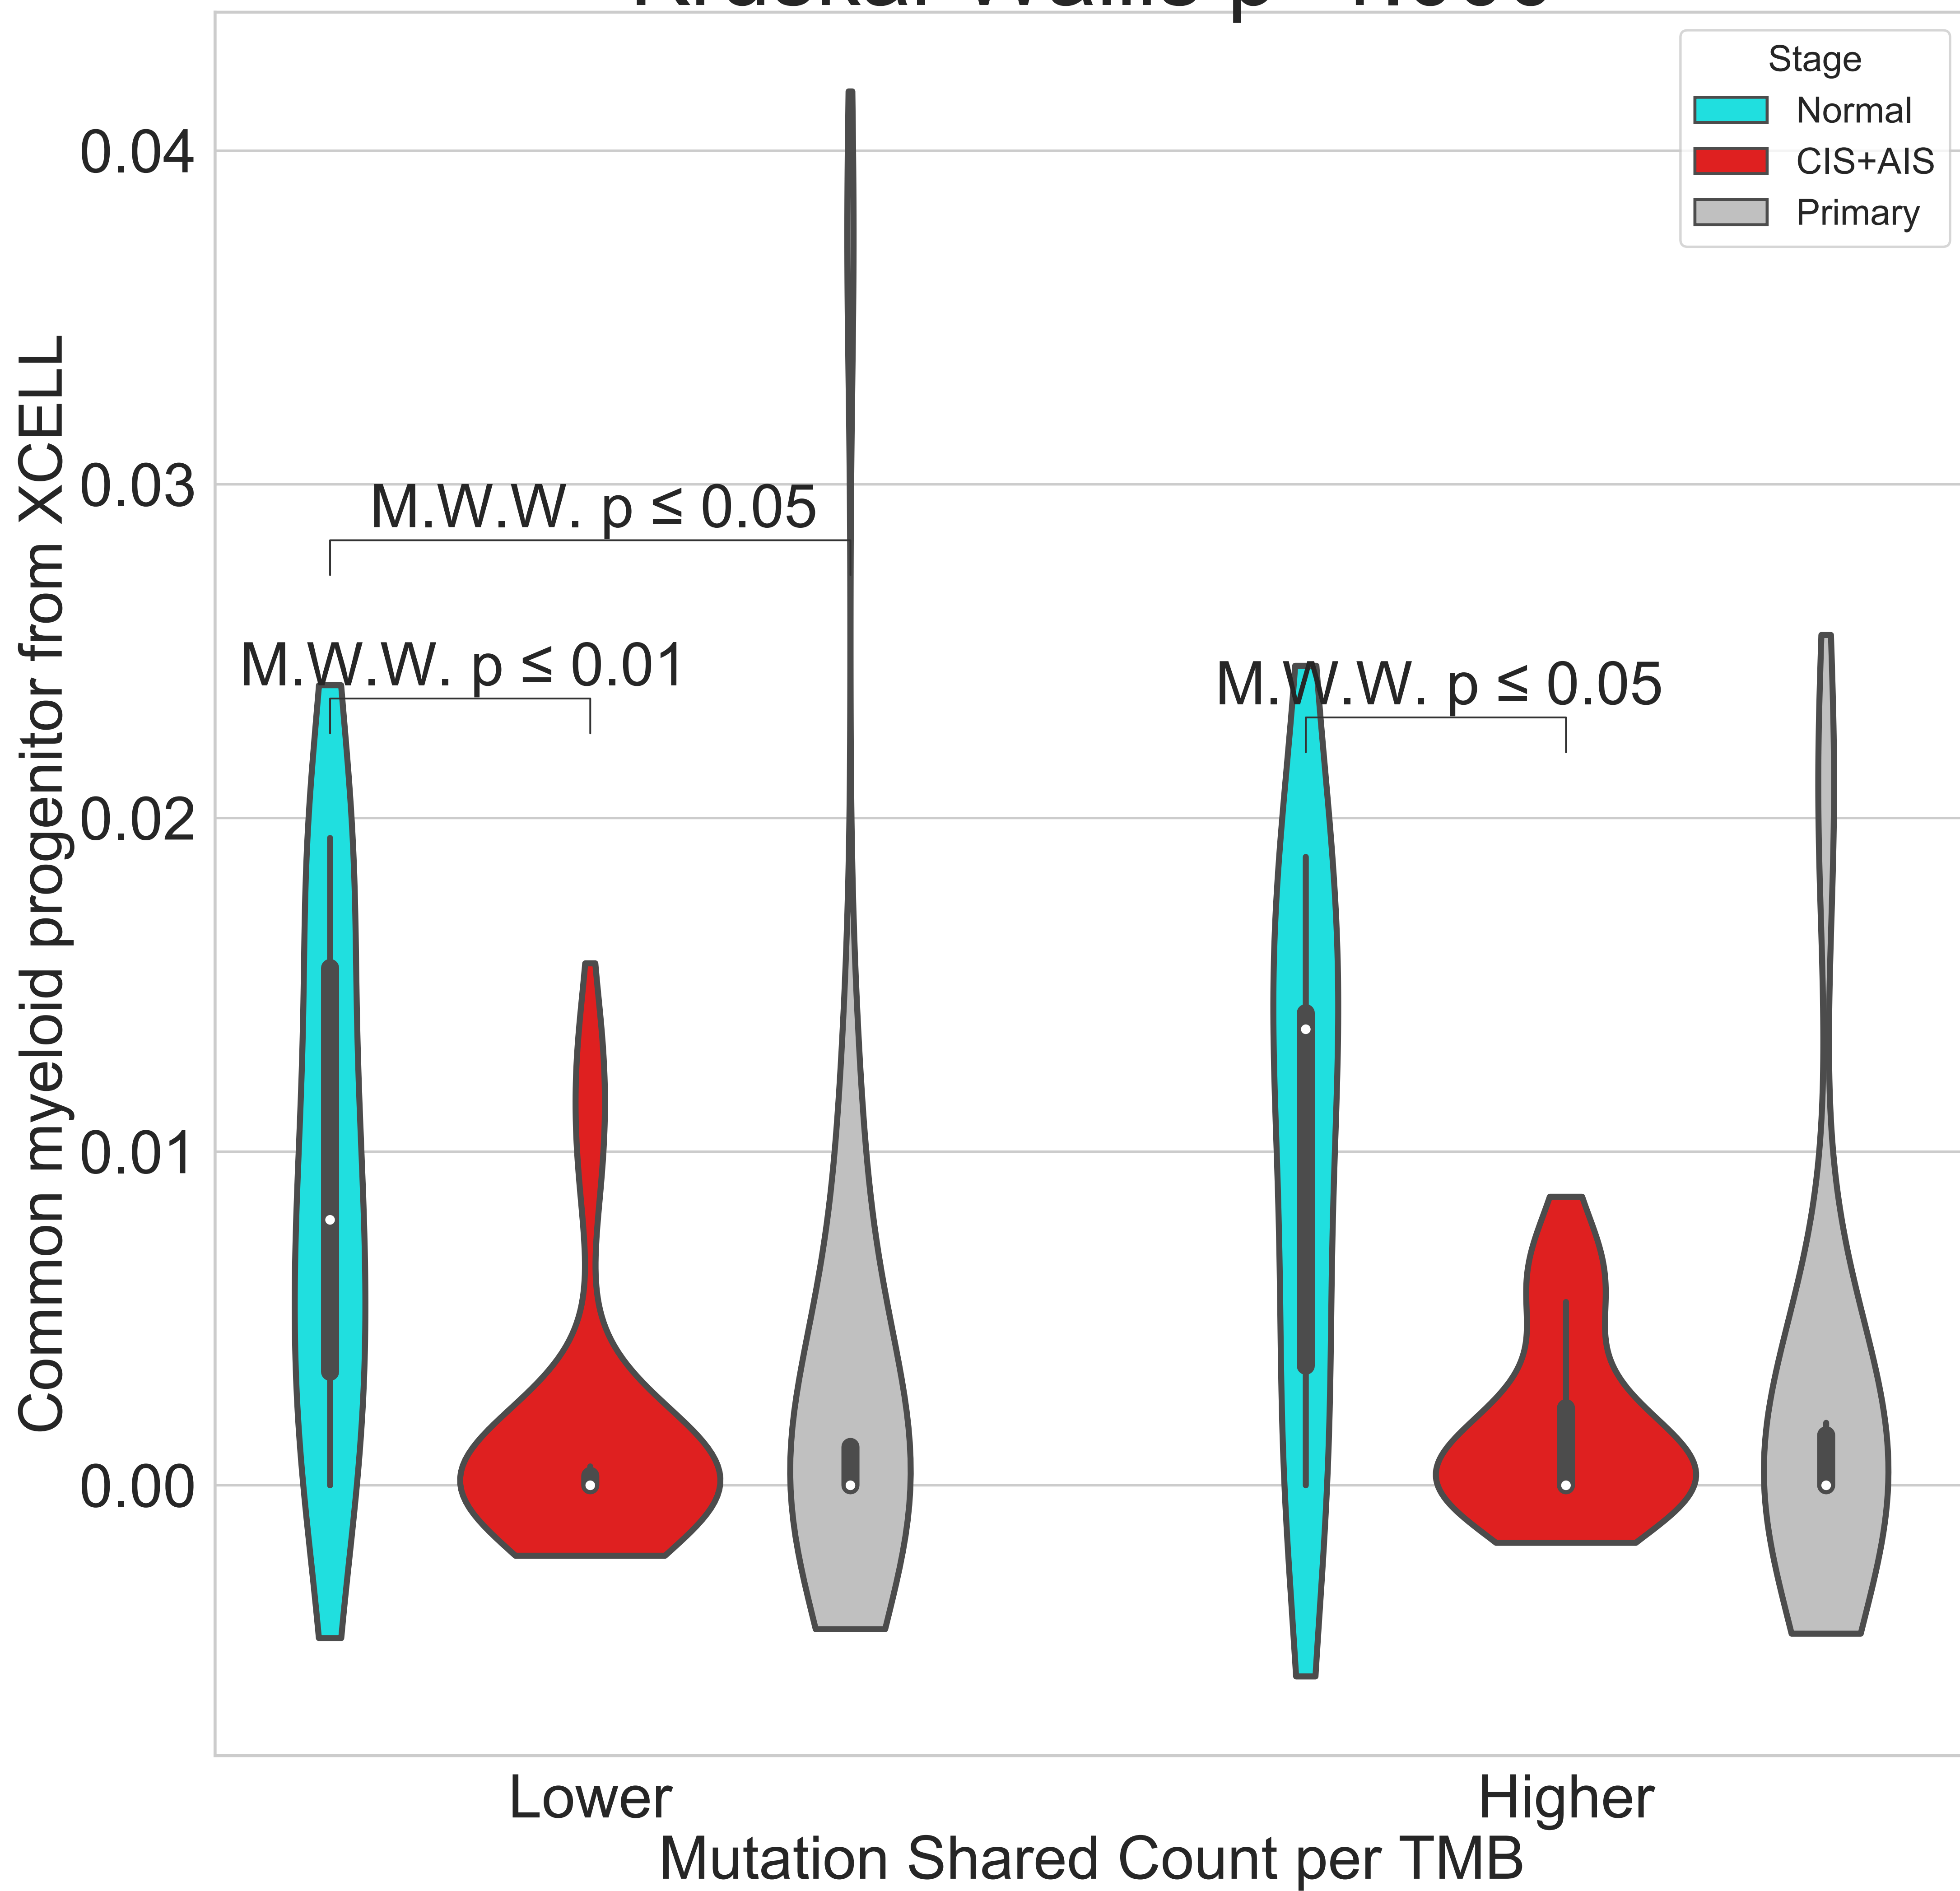 Stage
Normal
CIS+AIS
Primary
0.04
0.03
0.02
0.01
0.00
Common myeloid progenitor from XCELL
M.W.W. p ≤ 0.05
M.W.W. p ≤ 0.01
M.W.W. p ≤ 0.05
Lower
Higher
Mutation Shared Count per TMB